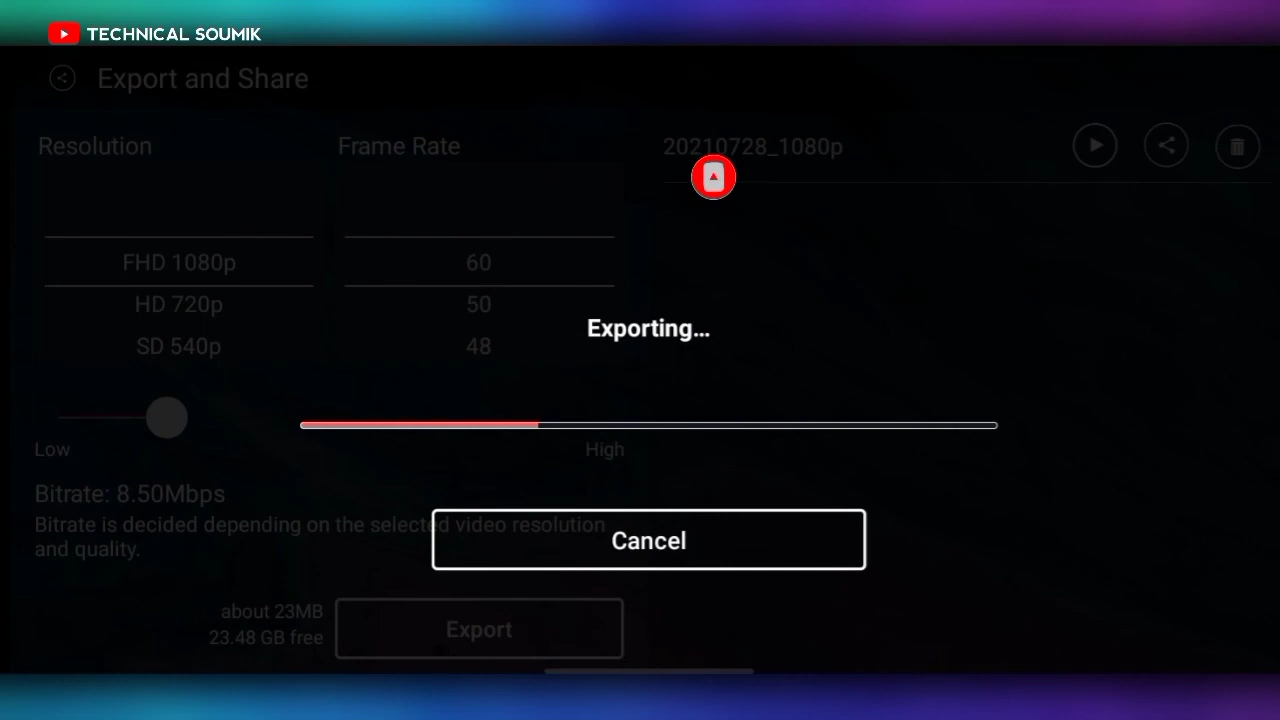 TECHNICAL SOUMIK
Export and Share
Resolution
Frame Rate
20210728_1080p
FHD 1080p
60
HD 720p
50
SD 540p
48
Exporting...
Low
High
Bitrate: 8.50Mbps
Bitrate is decided depending on the selected video resolution
and quality.
Cancel
about 23MB
23.48 GB free
Export